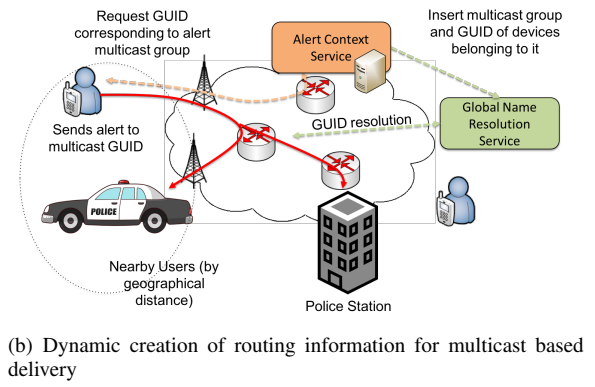 Request GUID
corresponding to alert
multicast group
Alert Context
Service
Insert multicast group
and GUID of devices
belonging to it
Sends alert to
multicast GUID
GUID resolution
Global Name
Resolution
Service
POLICE
Nearby Users (by
geographical
distance)
Police Station
(b) Dynamic creation of routing information for multicast based
delivery